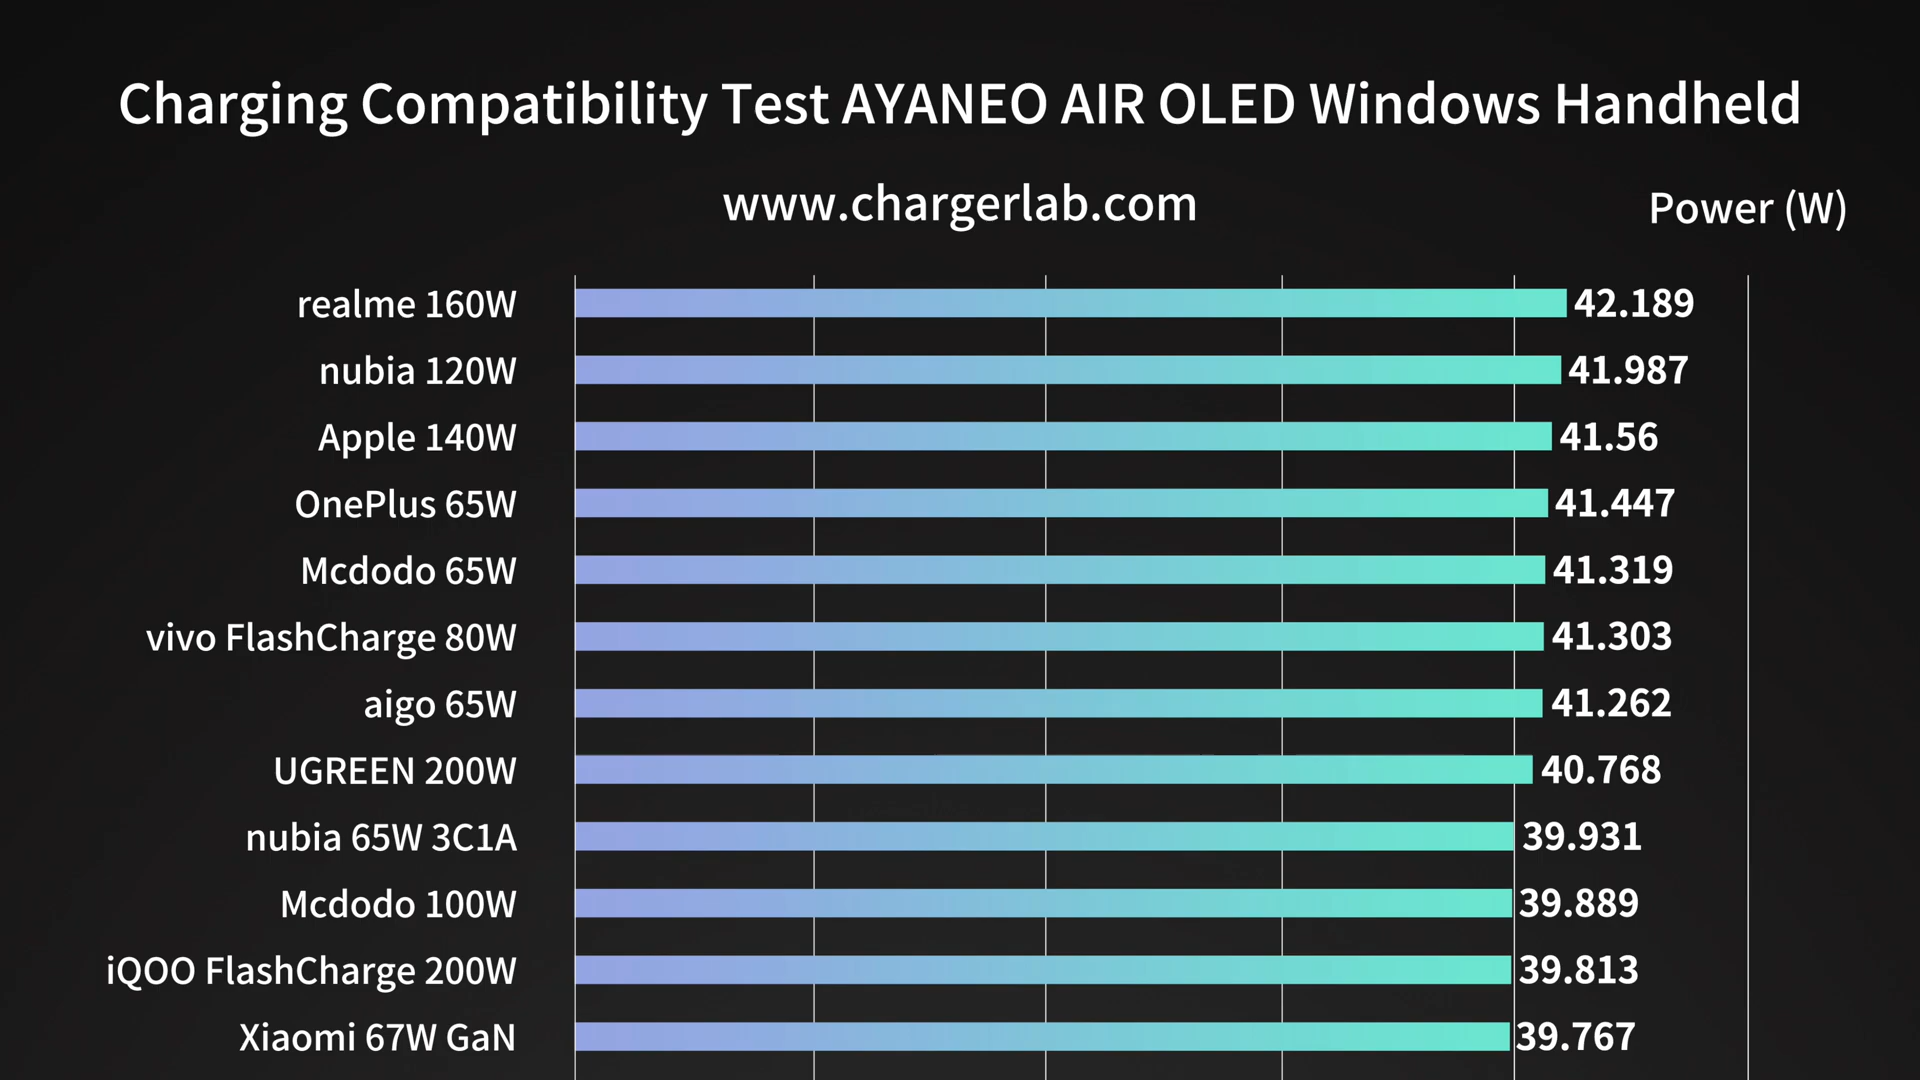 Charging Compatibility Test AYANEO AIR OLED Windows Handheld
www.chargerlab.com
Power (W)
realme 160W 42.189
nubia 120W 41.987
Apple 140W 41.56
OnePlus 65W 41.447
Mcdodo 65W 41.319
vivo FlashCharge 80W 41.303
aigo 65W 41.262
UGREEN 200W 40.768
nubia 65W 3C1A 39.931
Mcdodo 100W 39.889
iQOO FlashCharge 200W 39.813
Xiaomi 67W GaN 39.767